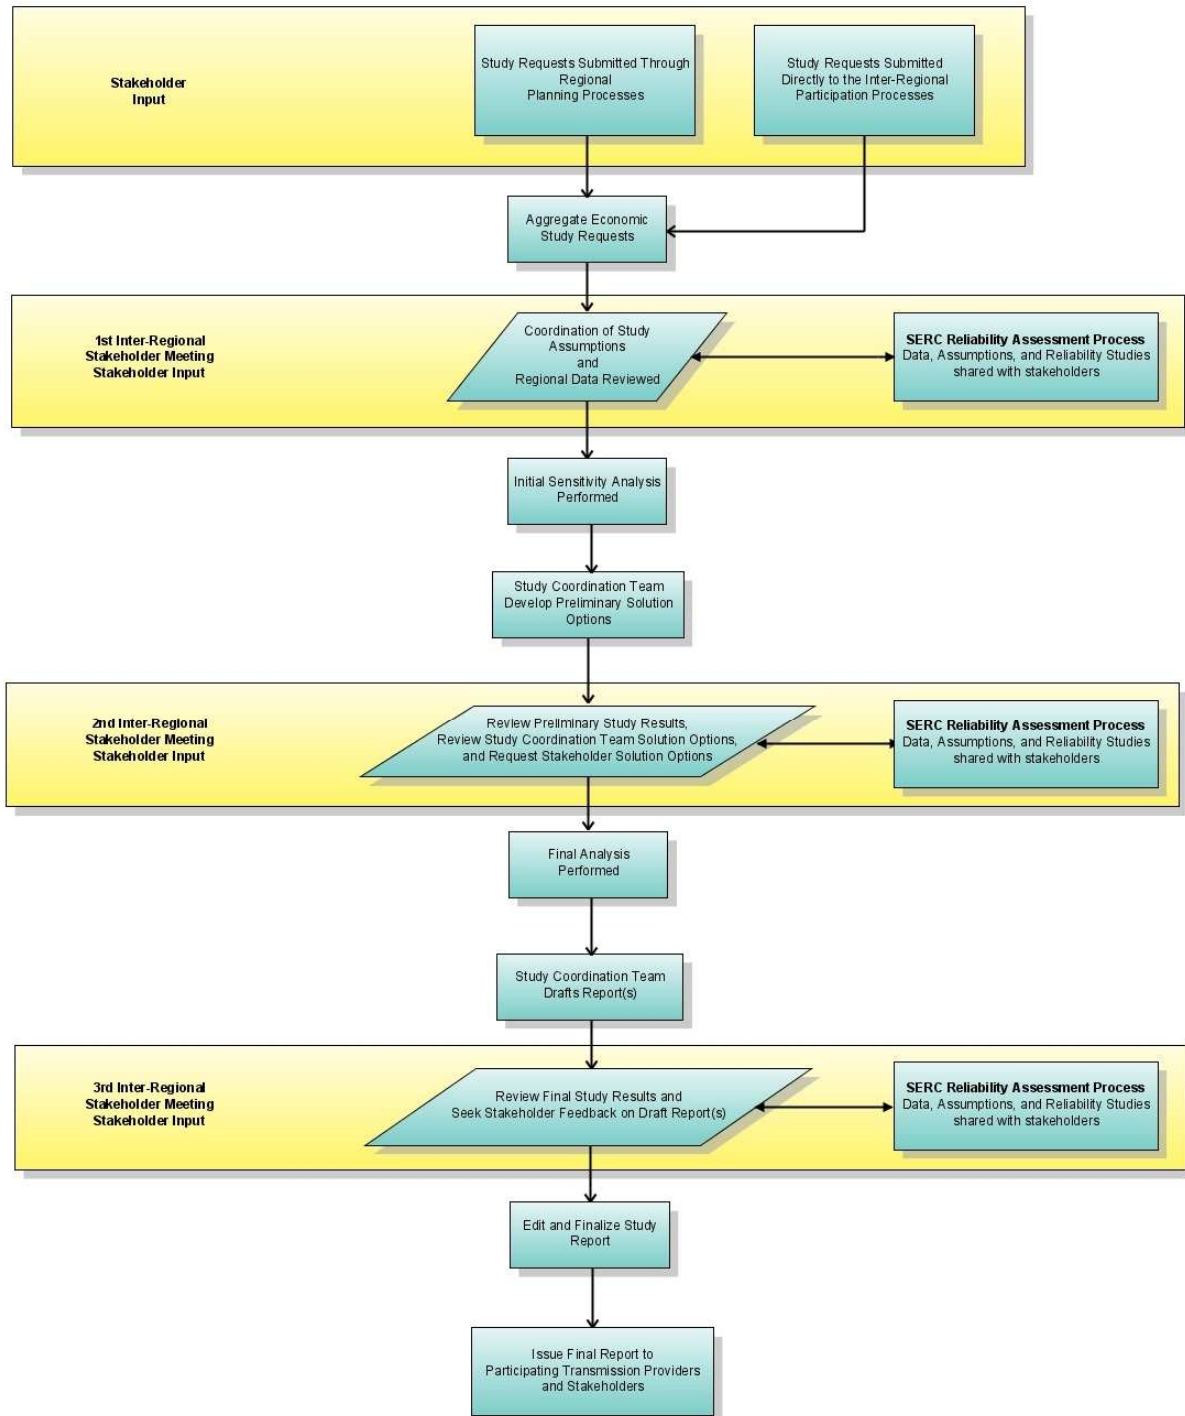 Stakeholder
Input
Study Requests Submitted Through
Regional
Planning Processes
Study Requests Submitted
Directly to the Inter-Regional
Participation Processes
Aggregate Economic
Study Requests
1st Inter-Regional
Stakeholder Meeting
Stakeholder Input
Coordination of Study
Assumptions
and
Regional Data Reviewed
SERC Reliability Assessment Process
Data, Assumptions, and Reliability Studies
shared with stakeholders
Initial Sensitivity Analysis
Performed
Study Coordination Team
Develop Preliminary Solution
Options
2nd Inter-Regional
Stakeholder Meeting
Stakeholder Input
Review Preliminary Study Results,
Review Study Coordination Team Solution Options,
and Request Stakeholder Solution Options
SERC Reliability Assessment Process
Data, Assumptions, and Reliability Studies
shared with stakeholders
Final Analysis
Performed
Study Coordination Team
Drafts Report(s)
3rd Inter-Regional
Stakeholder Meeting
Stakeholder Input
Review Final Study Results and
Seek Stakeholder Feedback on Draft Report(s)
SERC Reliability Assessment Process
Data, Assumptions, and Reliability Studies
shared with stakeholders
Edit and Finalize Study
Report
Issue Final Report to
Participating Transmission Providers
and Stakeholders